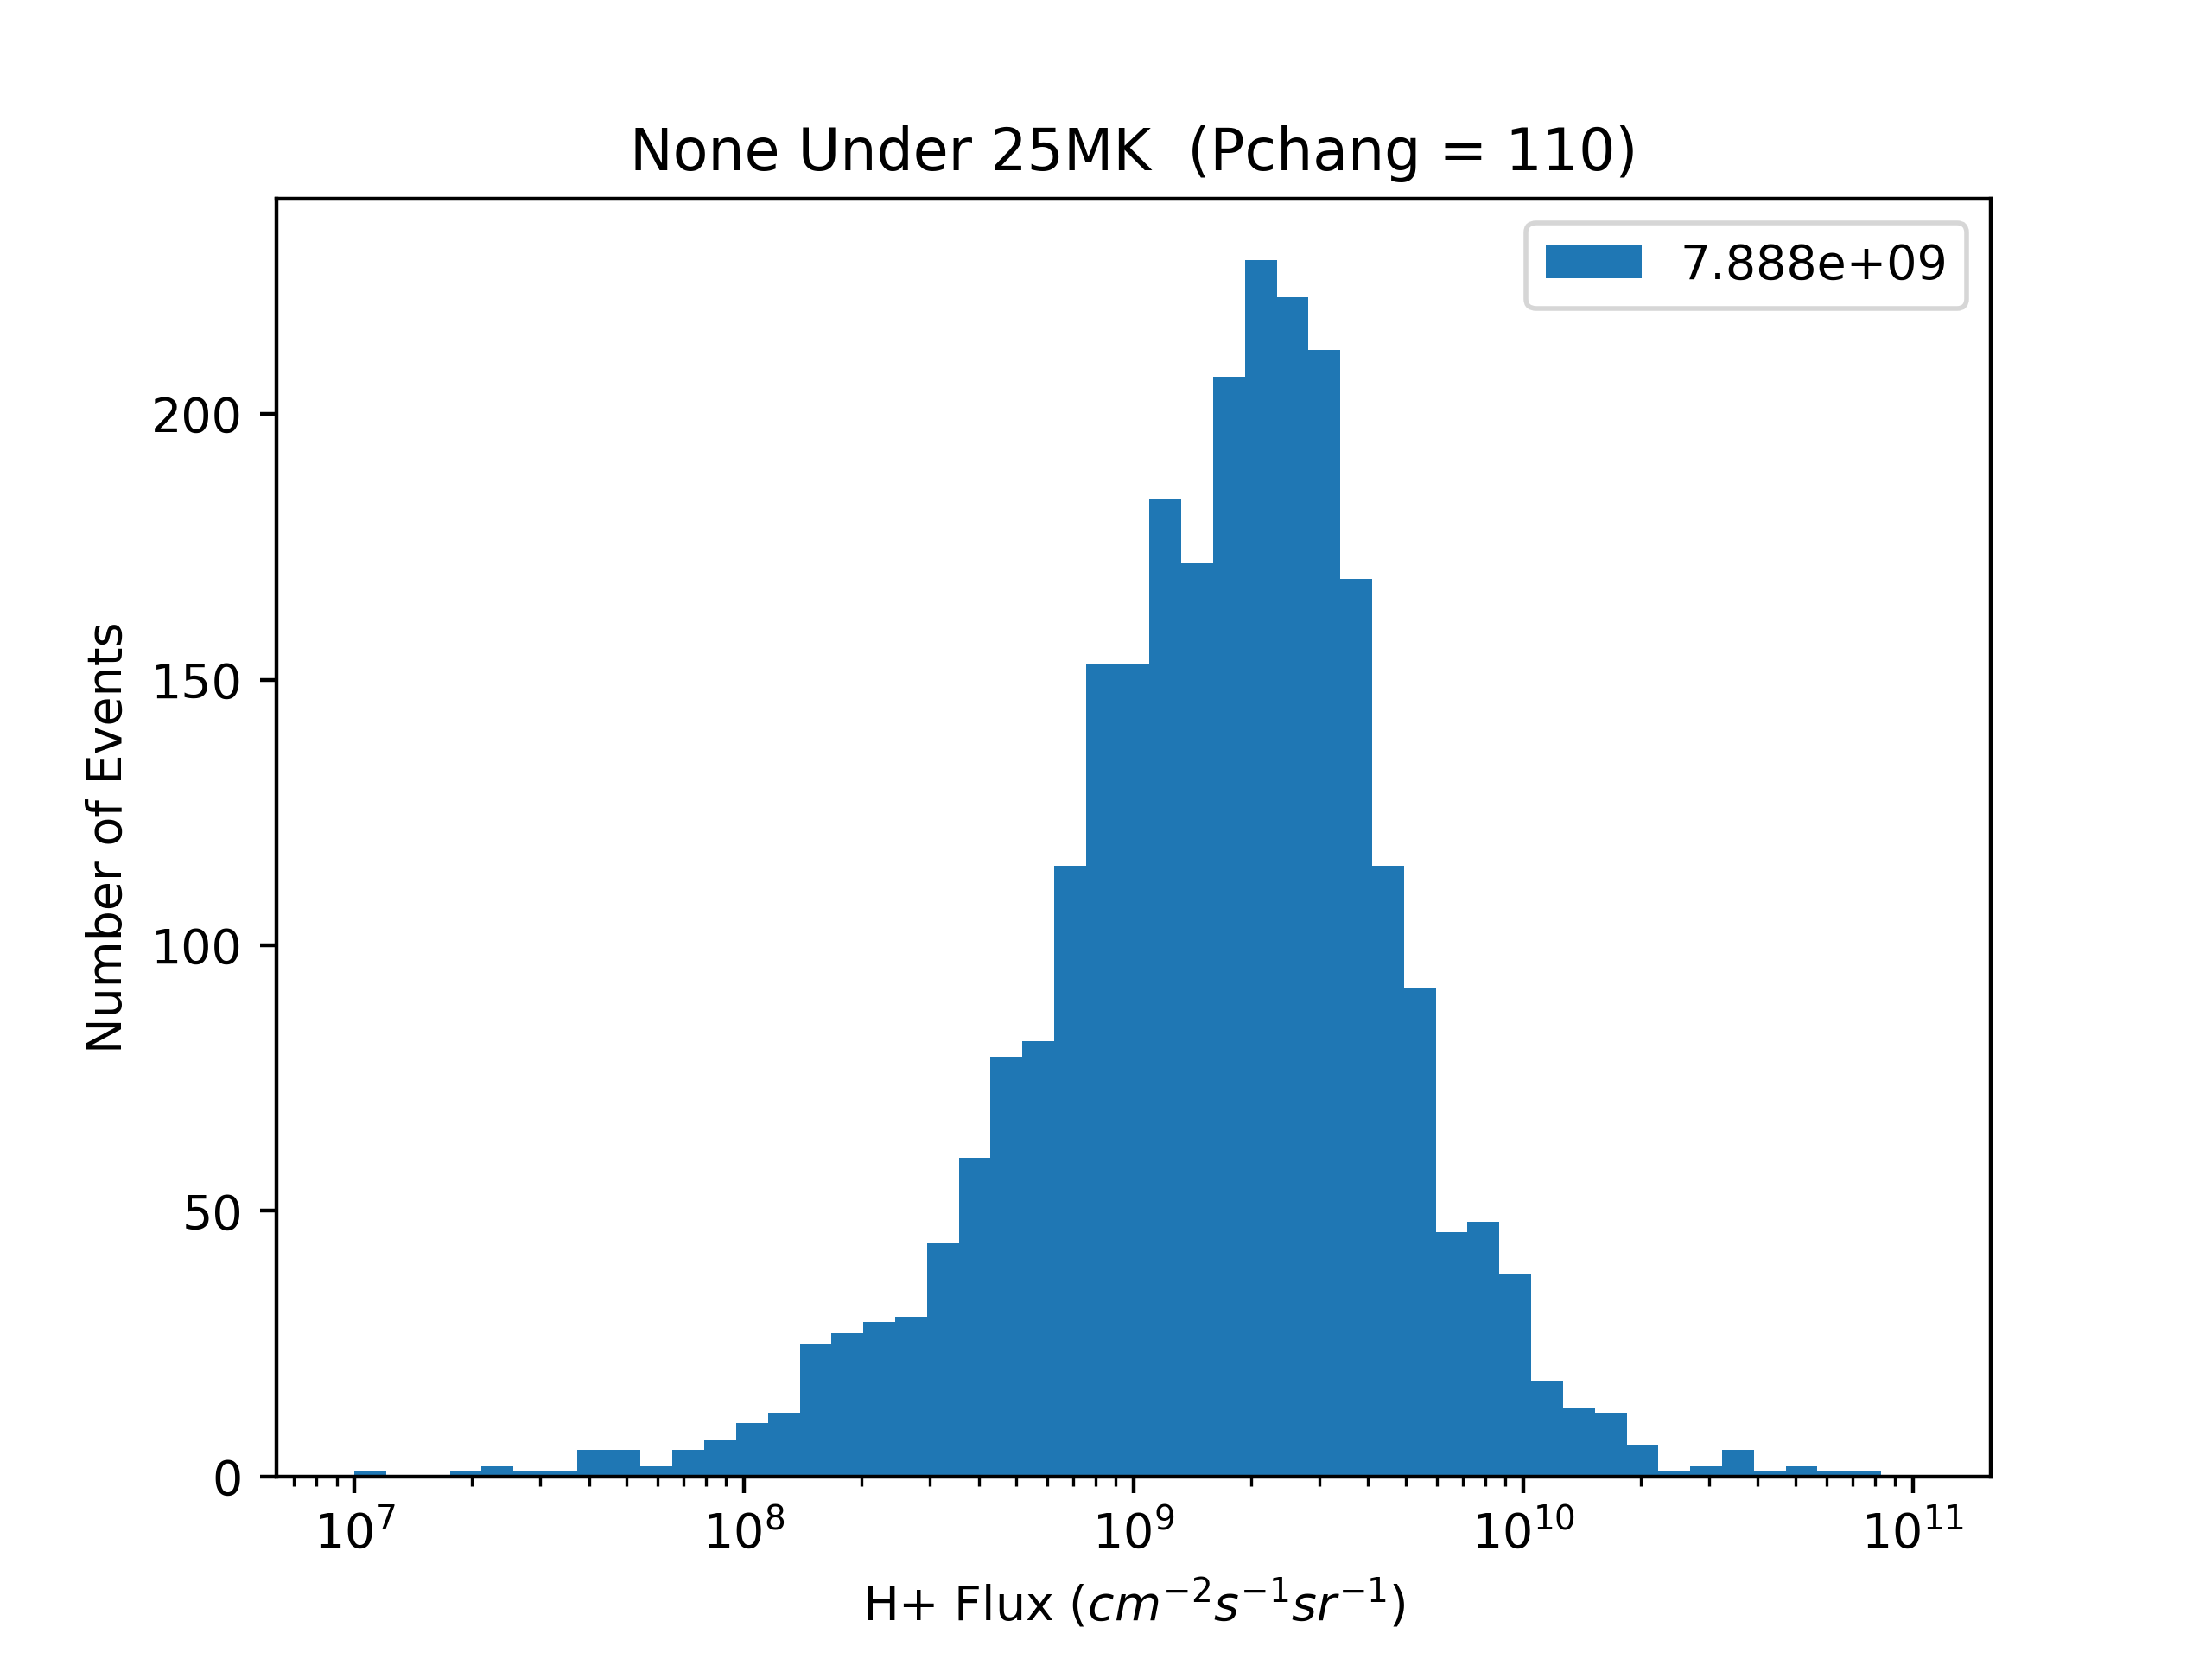 None Under 25MK  (Pchang = 110)
7.888e+09
Number of Events
200
150
100
50
0
10⁷ 10⁸ 10⁹ 10¹⁰ 10¹¹
H+ Flux (cm⁻²s⁻¹sr⁻¹)